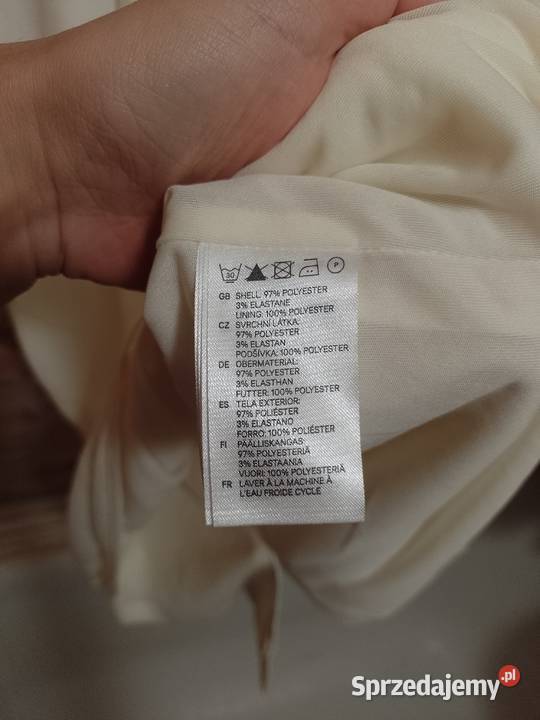 30 P
GB SHELL: 97% POLYESTER
3% ELASTANE
LINING: 100% POLYESTER
CZ SVRCHNÍ LÁTKA:
97% POLYESTER
3% ELASTAN
PODŠÍVKA: 100% POLYESTER
DE OBERMATERIAL:
97% POLYESTER
3% ELASTHAN
FUTTER: 100% POLYESTER
ES TELA EXTERIOR:
97% POLIÉSTER
3% ELASTANO
FORRO: 100% POLIÉSTER
FI PÄÄLLISKANGAS:
97% POLYESTERIÄ
3% ELASTAANIA
VUORI: 100% POLYESTERIÄ
FR LAVER À LA MACHINE À
L'EAU FROIDE CYCLE
Sprzedajemy.pl